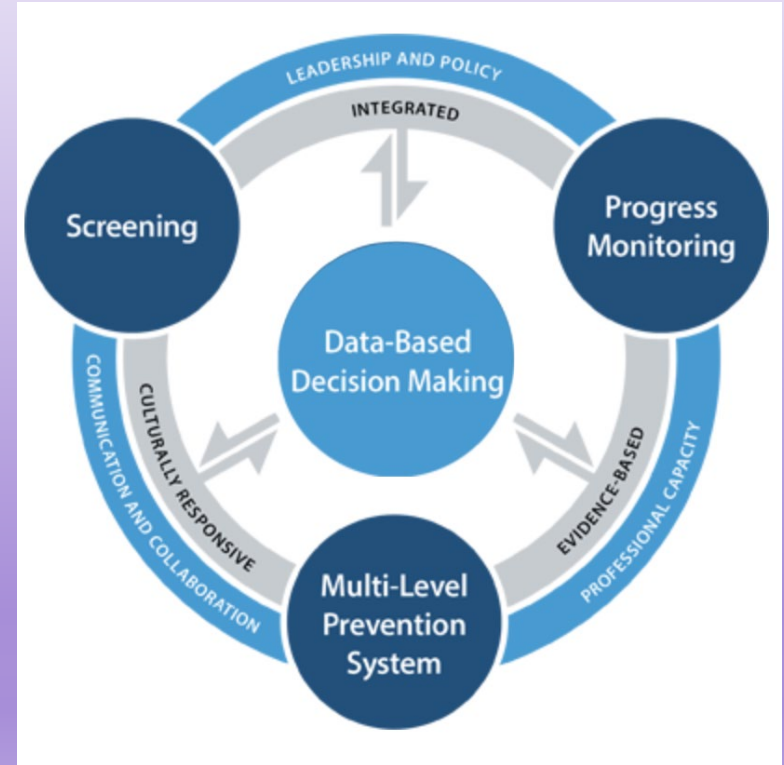 LEADERSHIP AND POLICY
INTEGRATED
Screening
Progress
Monitoring
Data-Based
Decision Making
COMMUNICATION AND COLLABORATION
CULTURALLY RESPONSIVE
EVIDENCE-BASED
PROFESSIONAL CAPACITY
Multi-Level
Prevention
System